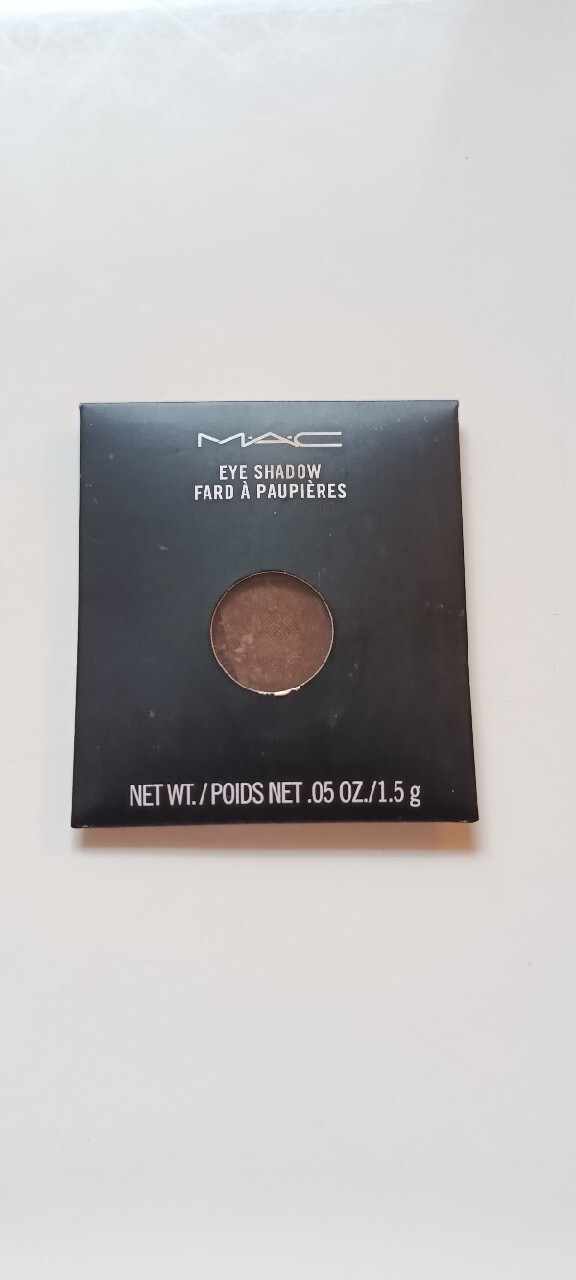 M·A·C
EYE SHADOW
FARD À PAUPIÈRES
NET WT. / POIDS NET .05 OZ./1.5 g